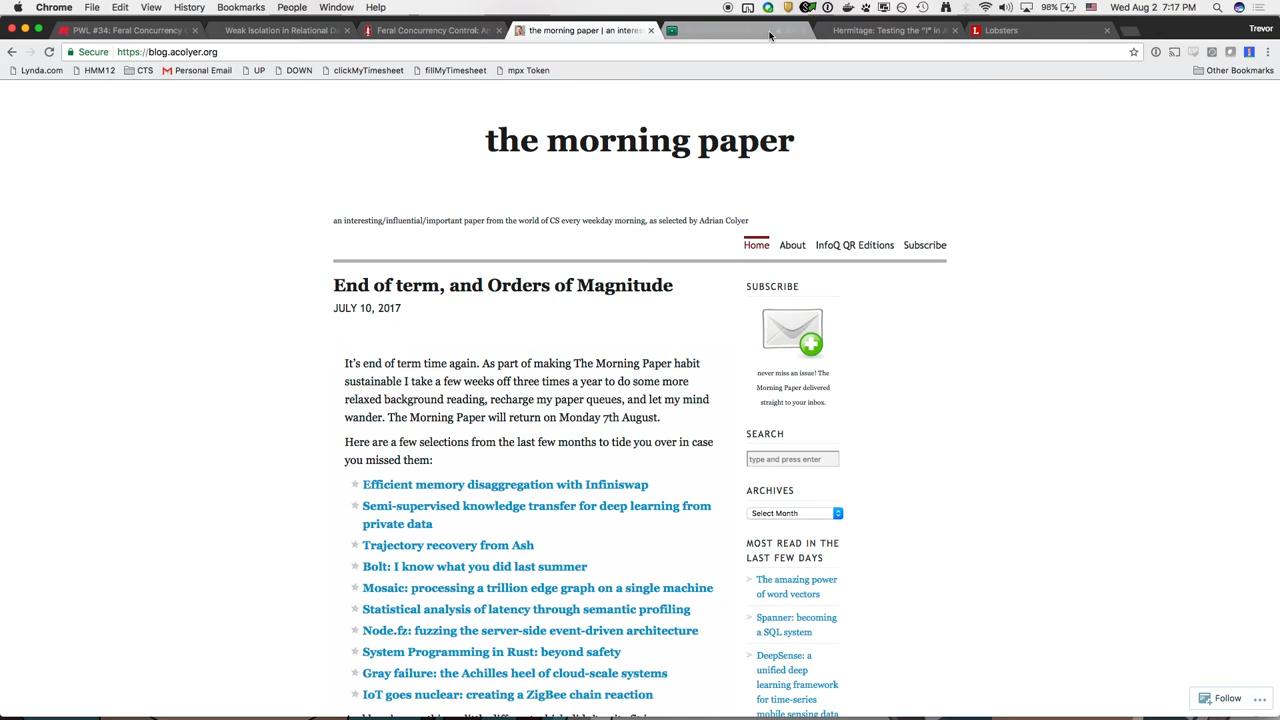 Chrome File Edit View History Bookmarks People Window Help 98% Wed Aug 2 7:17 PM
PWL #34: Feral Concurrency Weak Isolation in Relational Da Feral Concurrency Control: An the morning paper | an interes Hermitage: Testing the "I" in A Lobsters Trevor
Secure https://blog.acolyer.org
Lynda.com HMM12 CTS Personal Email UP DOWN clickMyTimesheet fillMyTimesheet mpx Token Other Bookmarks
the morning paper
an interesting/influential/important paper from the world of CS every weekday morning, as selected by Adrian Colyer
Home About InfoQ QR Editions Subscribe
End of term, and Orders of Magnitude
JULY 10, 2017
It's end of term time again. As part of making The Morning Paper habit
sustainable I take a few weeks off three times a year to do some more
relaxed background reading, recharge my paper queues, and let my mind
wander. The Morning Paper will return on Monday 7th August.
Here are a few selections from the last few months to tide you over in case
you missed them:
Efficient memory disaggregation with Infiniswap
Semi-supervised knowledge transfer for deep learning from
private data
Trajectory recovery from Ash
Bolt: I know what you did last summer
Mosaic: processing a trillion edge graph on a single machine
Statistical analysis of latency through semantic profiling
Node.fz: fuzzing the server-side event-driven architecture
System Programming in Rust: beyond safety
Gray failure: the Achilles heel of cloud-scale systems
IoT goes nuclear: creating a ZigBee chain reaction
SUBSCRIBE
never miss an issue! The
Morning Paper delivered
straight to your inbox.
SEARCH
type and press enter
ARCHIVES
Select Month
MOST READ IN THE
LAST FEW DAYS
The amazing power
of word vectors
Spanner: becoming
a SQL system
DeepSense: a
unified deep
learning framework
for time-series
mobile sensing data
Follow